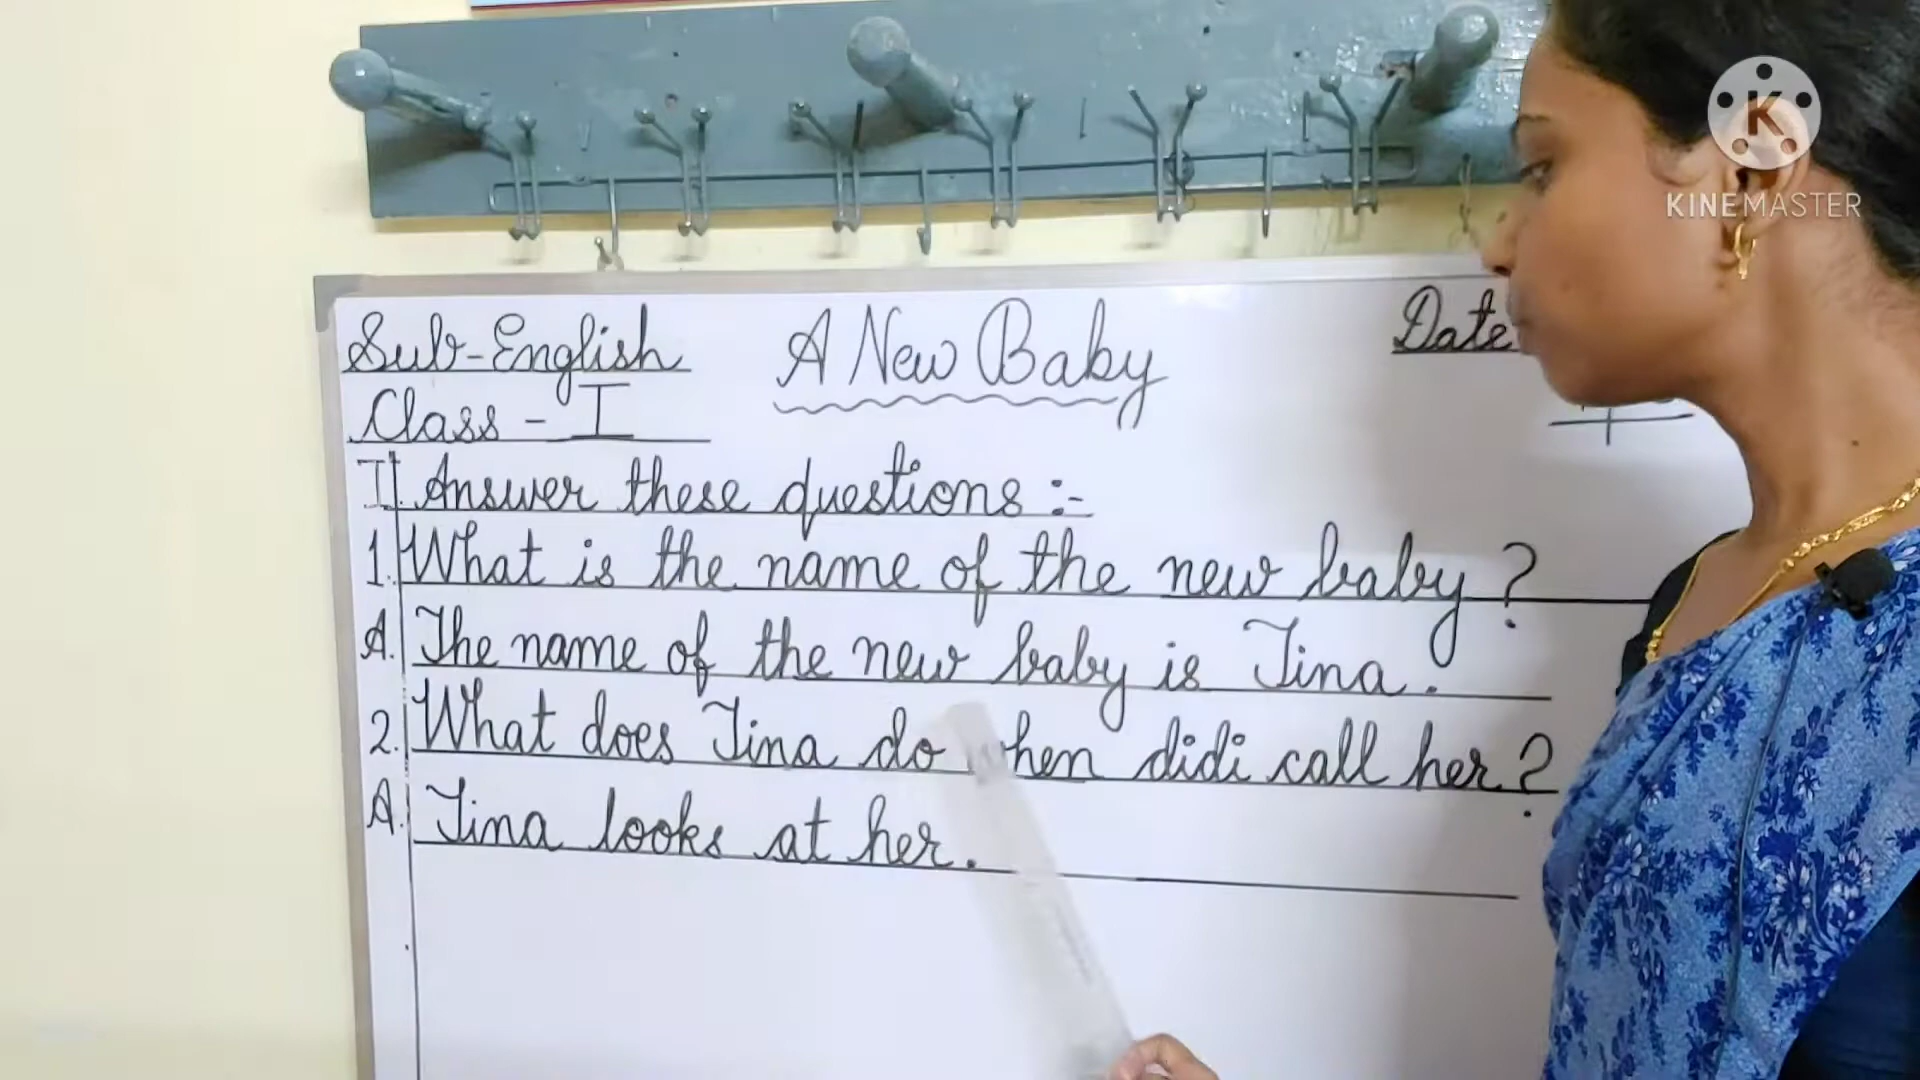 Sub-English
A New Baby
Date
Class - I
II. Answer these questions :-
1. What is the name of the new baby ?
A. The name of the new baby is Tina.
2. What does Tina do when didi call her ?
A. Tina looks at her.
K
KINEMASTER